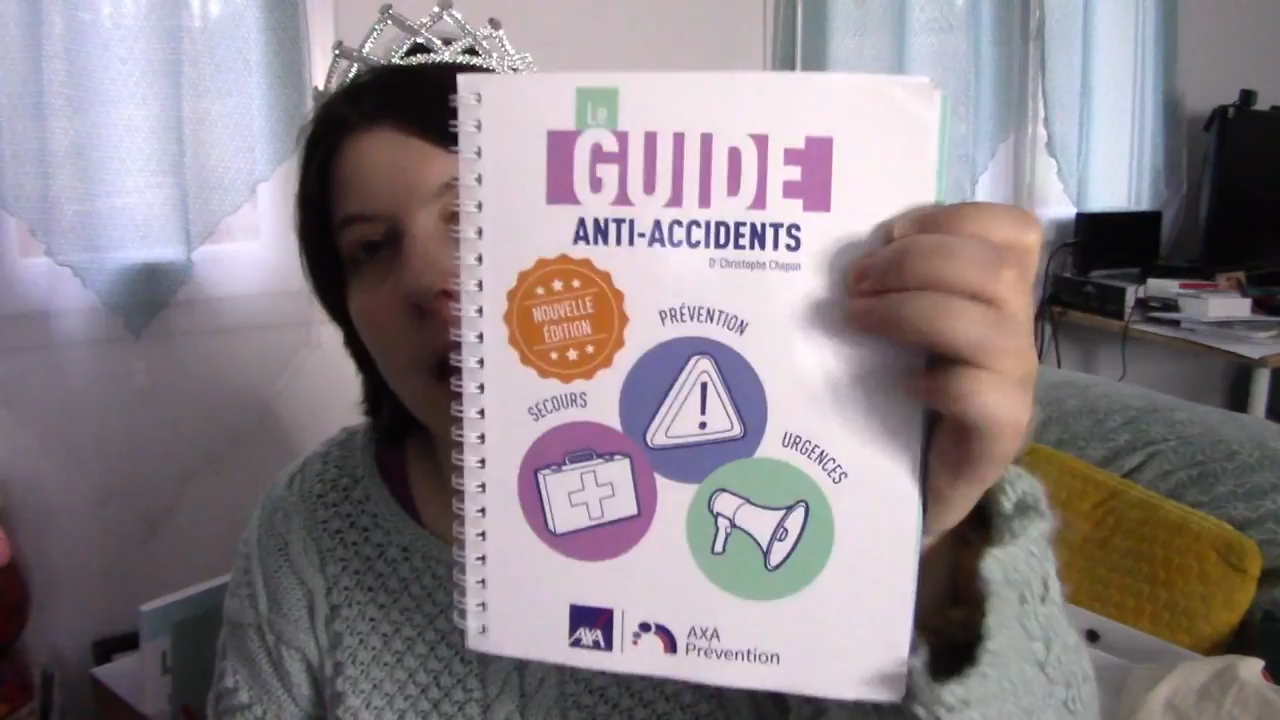 Le
GUIDE
ANTI-ACCIDENTS
Dr Christophe Chapon
NOUVELLE
ÉDITION
PRÉVENTION
SECOURS
URGENCES
AXA
AXA
Prévention